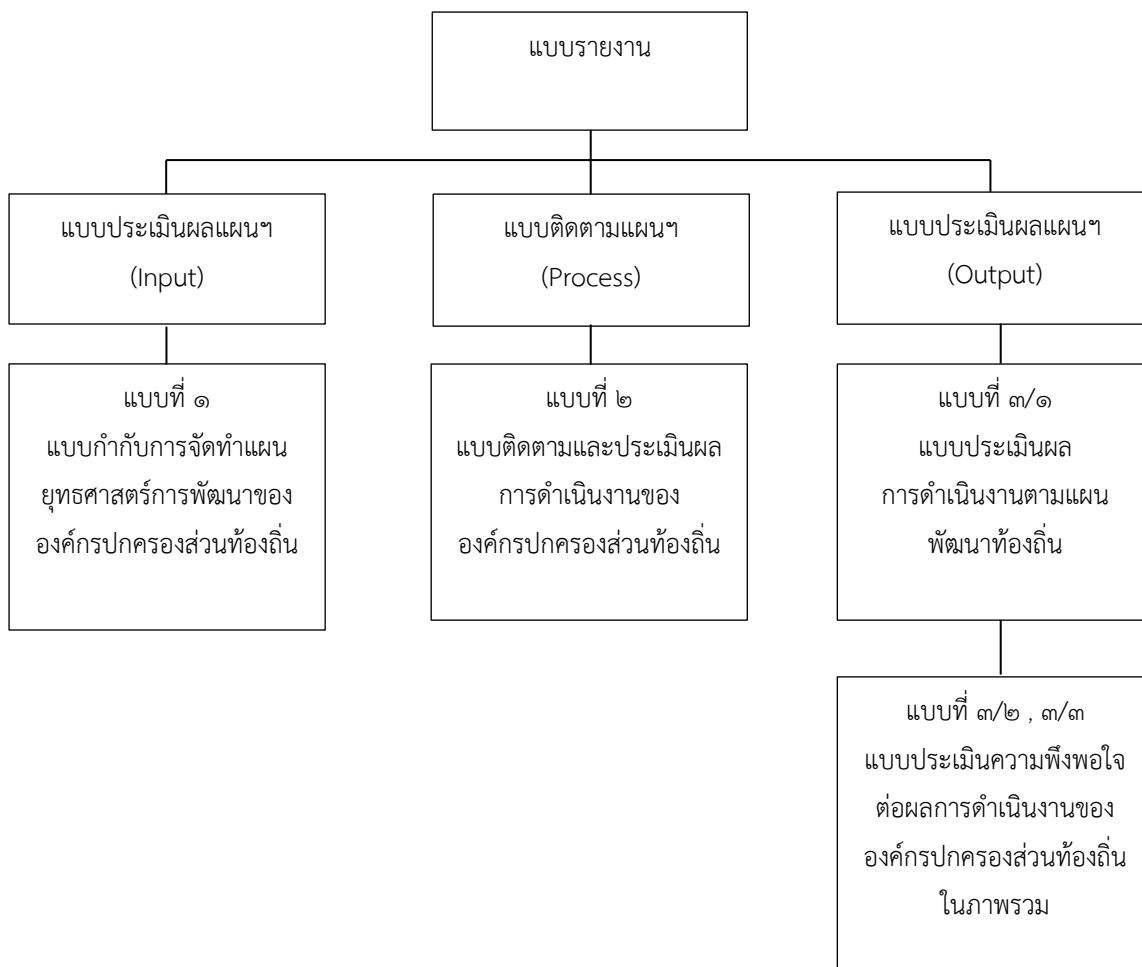 แบบรายงาน
แบบประเมินผลแผนฯ
(Input)
แบบติดตามแผนฯ
(Process)
แบบประเมินผลแผนฯ
(Output)
แบบที่ ๑
แบบกำกับการจัดทำแผน
ยุทธศาสตร์การพัฒนาของ
องค์กรปกครองส่วนท้องถิ่น
แบบที่ ๒
แบบติดตามและประเมินผล
การดำเนินงานของ
องค์กรปกครองส่วนท้องถิ่น
แบบที่ ๓/๑
แบบประเมินผล
การดำเนินงานตามแผน
พัฒนาท้องถิ่น
แบบที่ ๓/๒ , ๓/๓
แบบประเมินความพึงพอใจ
ต่อผลการดำเนินงานของ
องค์กรปกครองส่วนท้องถิ่น
ในภาพรวม